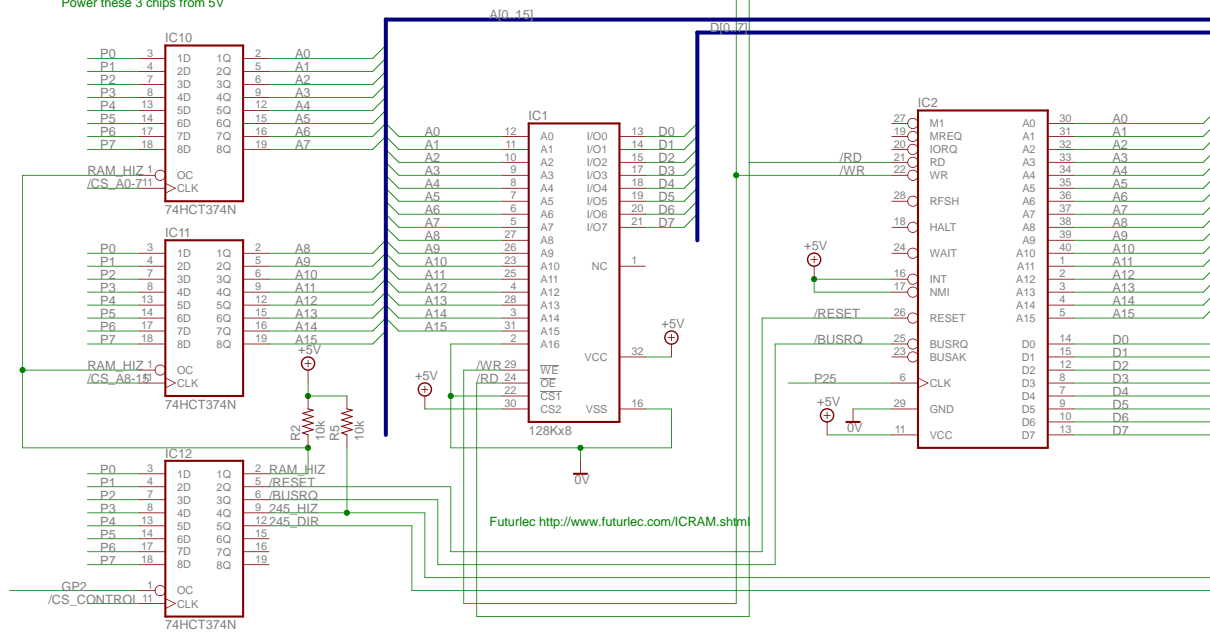 Power these 3 chips from 5V
A[0..15]
D[0..7]
IC10
P0 3 1D 1Q 2 A0
P1 4 2D 2Q 5 A1
P2 7 3D 3Q 6 A2
P3 8 4D 4Q 9 A3
P4 13 5D 5Q 12 A4
P5 14 6D 6Q 15 A5
P6 17 7D 7Q 16 A6
P7 18 8D 8Q 19 A7
RAM_HIZ 1 OC
/CS_A0-7 11 CLK
74HCT374N
IC11
P0 3 1D 1Q 2 A8
P1 4 2D 2Q 5 A9
P2 7 3D 3Q 6 A10
P3 8 4D 4Q 9 A11
P4 13 5D 5Q 12 A12
P5 14 6D 6Q 15 A13
P6 17 7D 7Q 16 A14
P7 18 8D 8Q 19 A15
RAM_HIZ 1 OC
/CS_A8-15 11 CLK
74HCT374N
+5V
R2 10k
R5 10k
IC12
P0 3 1D 1Q 2 RAM_HIZ
P1 4 2D 2Q 5 /RESET
P2 7 3D 3Q 6 /BUSRQ
P3 8 4D 4Q 9 245_HIZ
P4 13 5D 5Q 12 245_DIR
P5 14 6D 6Q 15
P6 17 7D 7Q 16
P7 18 8D 8Q 19
GP2 1 OC
/CS_CONTROL 11 CLK
74HCT374N
IC1
A0 12 A0 I/O0 13 D0
A1 11 A1 I/O1 14 D1
A2 10 A2 I/O2 15 D2
A3 9 A3 I/O3 17 D3
A4 8 A4 I/O4 18 D4
A5 7 A5 I/O5 19 D5
A6 6 A6 I/O6 20 D6
A7 5 A7 I/O7 21 D7
A8 27 A8
A9 26 A9
A10 23 A10 NC 1
A11 25 A11
A12 4 A12
A13 28 A13
A14 3 A14
A15 31 A15
2 A16
VCC 32 +5V
/WR 29 WE
/RD 24 OE
22 CS1
+5V 30 CS2 VSS 16
128Kx8
0V
Futurlec http://www.futurlec.com/ICRAM.shtml
IC2
27 M1 A0 30 A0
19 MREQ A1 31 A1
20 IORQ A2 32 A2
/RD 21 RD A3 33 A3
/WR 22 WR A4 34 A4
A5 35 A5
28 RFSH A6 36 A6
A7 37 A7
18 HALT A8 38 A8
A9 39 A9
24 WAIT A10 40 A10
+5V
A11 1 A11
16 INT A12 2 A12
17 NMI A13 3 A13
A14 4 A14
/RESET 26 RESET A15 5 A15
/BUSRQ 25 BUSRQ D0 14 D0
23 BUSAK D1 15 D1
D2 12 D2
P25 6 CLK D3 8 D3
D4 7 D4
+5V 0V 29 GND D5 9 D5
D6 10 D6
11 VCC D7 13 D7